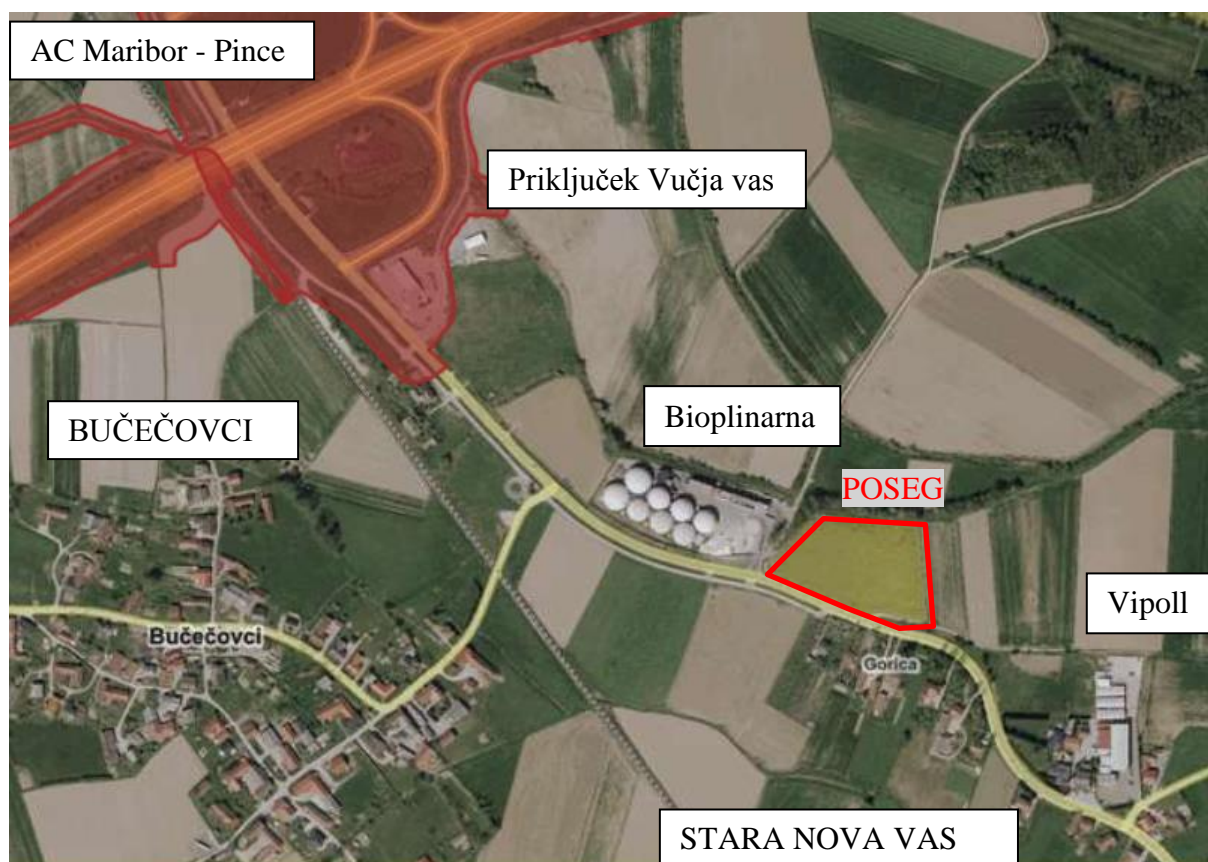 AC Maribor - Pince
Priključek Vučja vas
BUČEČOVCI
Bioplinarna
POSEG
Vipoll
Bučečovci
Gorica
STARA NOVA VAS